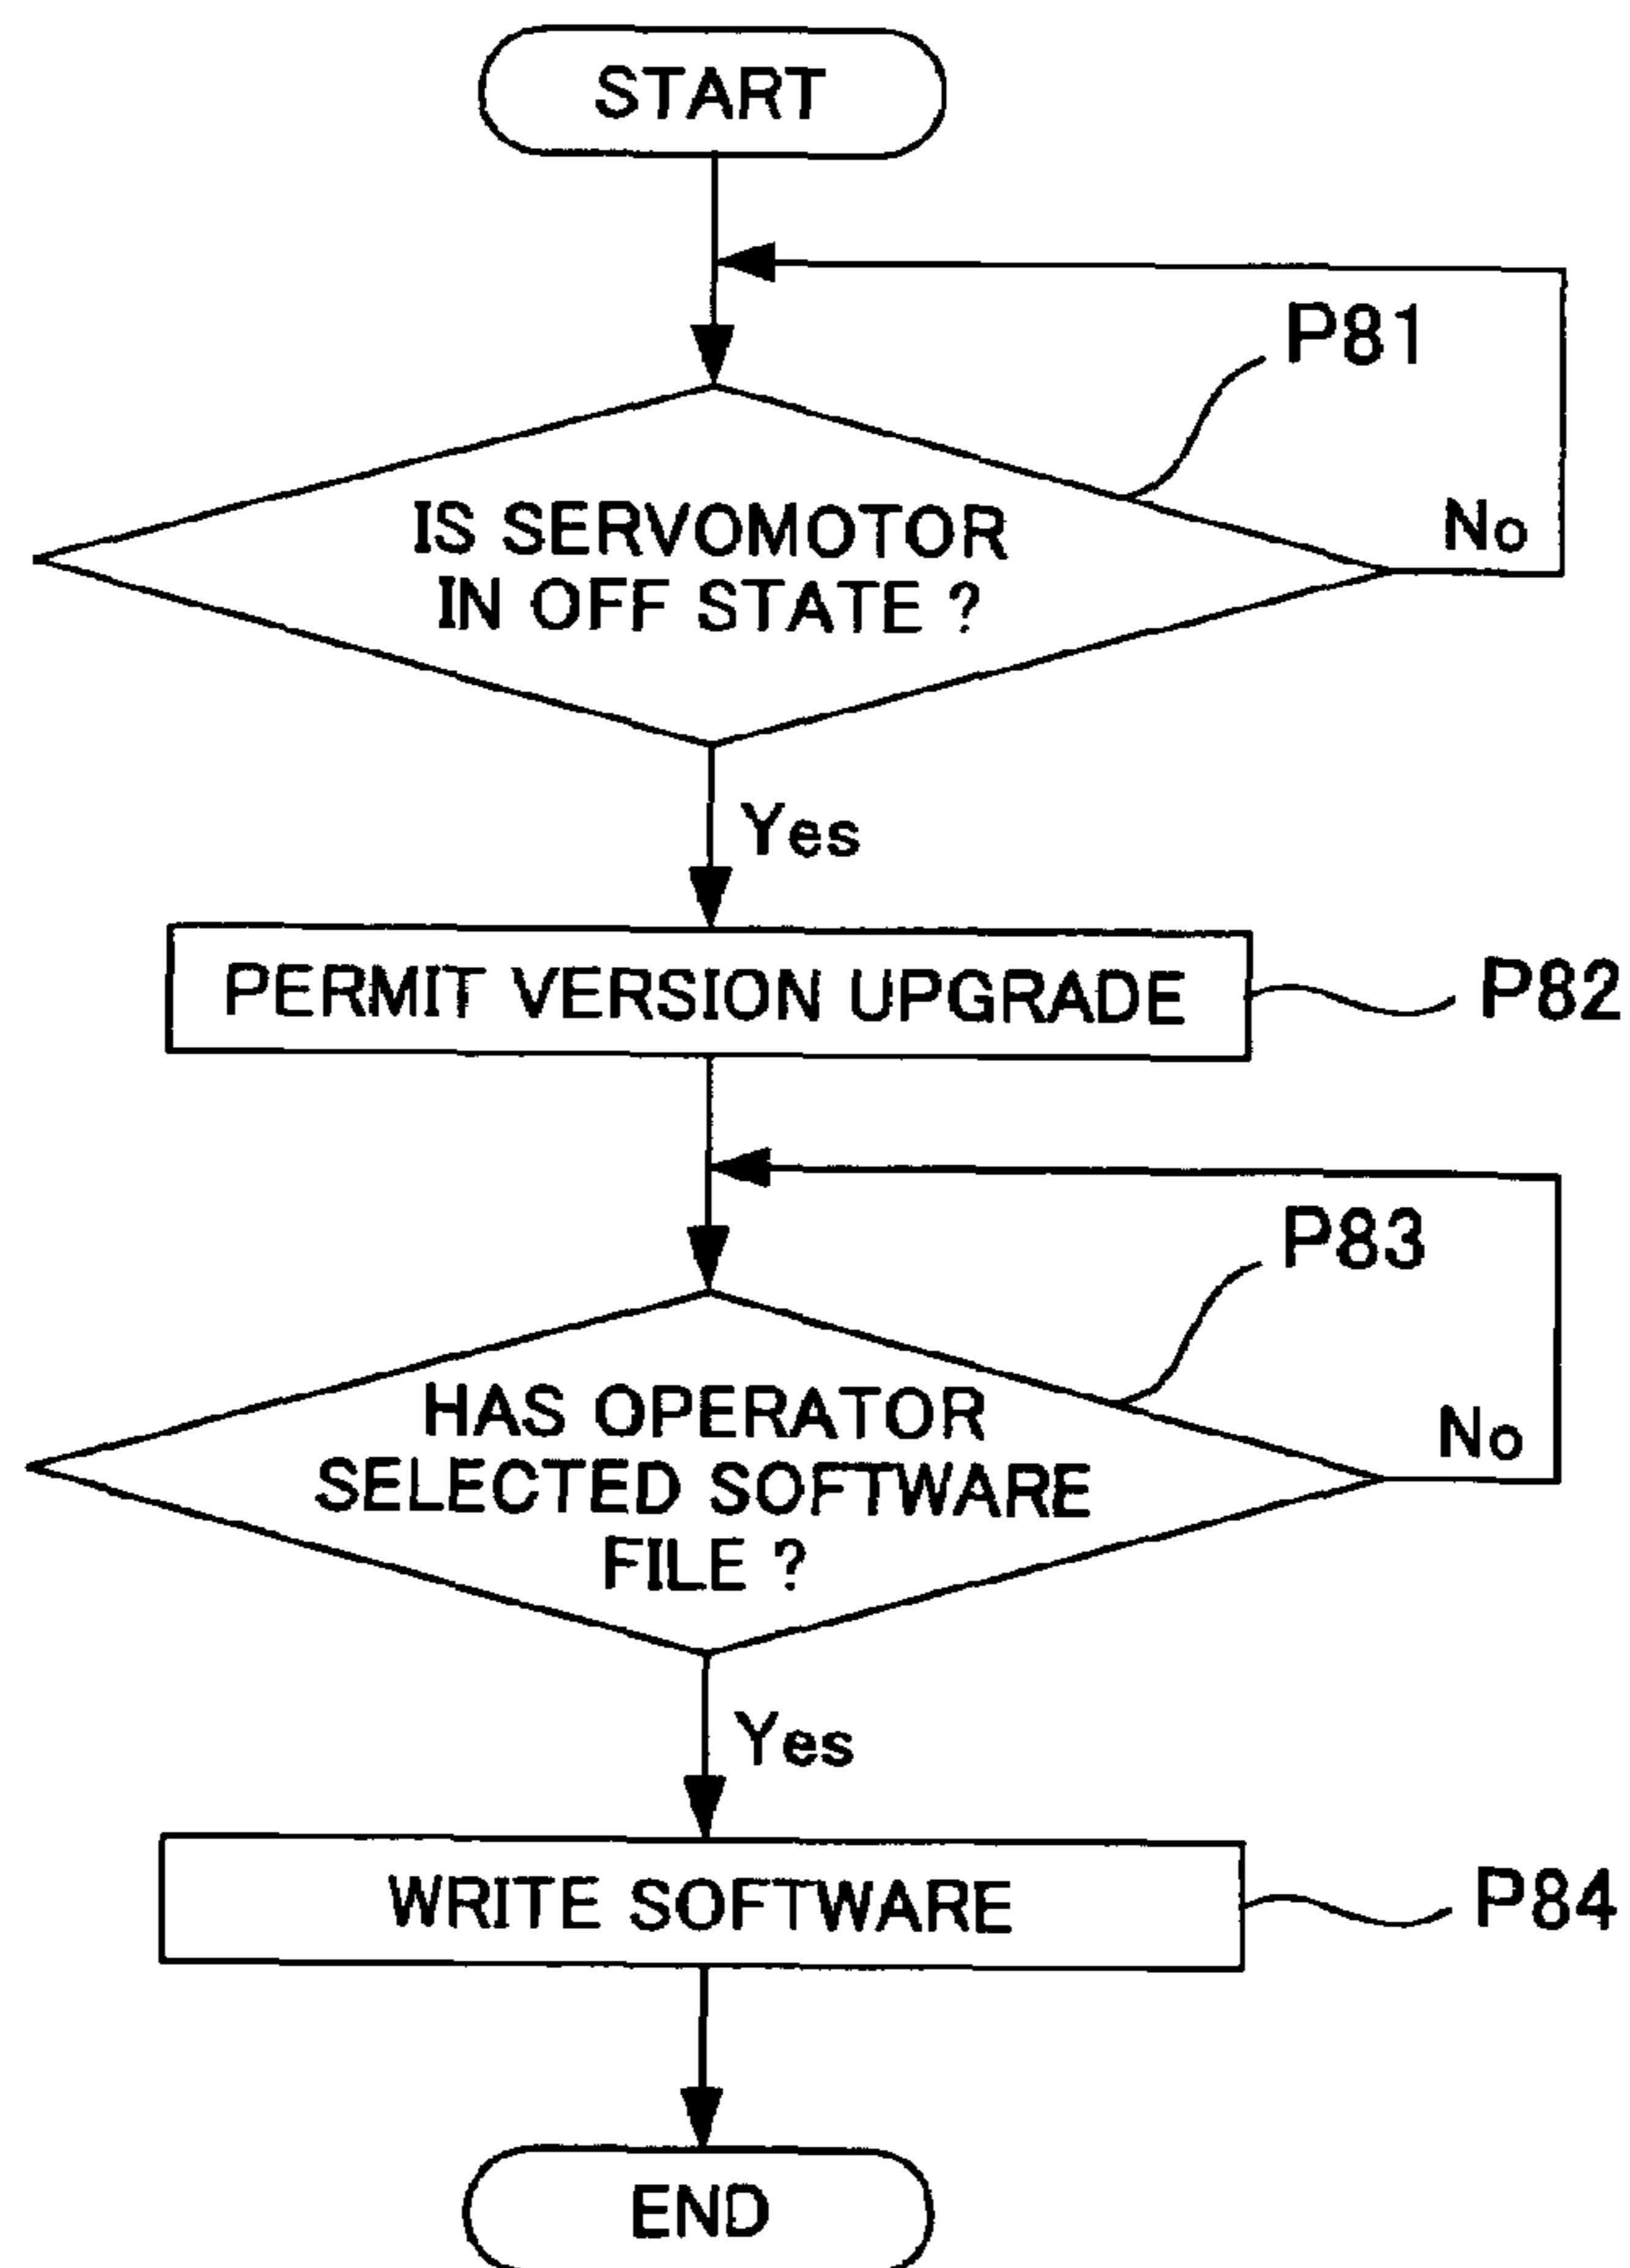 START
P81
IS SERVOMOTOR
IN OFF STATE ?
No
Yes
PERMIT VERSION UPGRADE
P82
P83
HAS OPERATOR
SELECTED SOFTWARE
FILE ?
No
Yes
WRITE SOFTWARE
P84
END